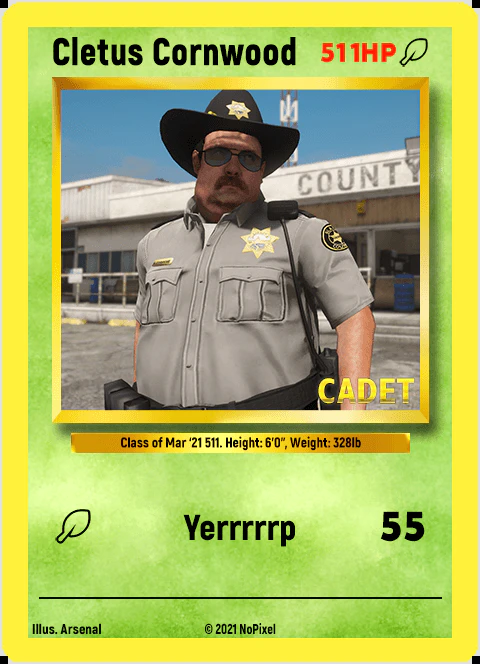 Cletus Cornwood 511HP
COUNTY
CADET
Class of Mar '21 511. Height: 6'0", Weight: 328lb
Yerrrrrp 55
Illus. Arsenal © 2021 NoPixel